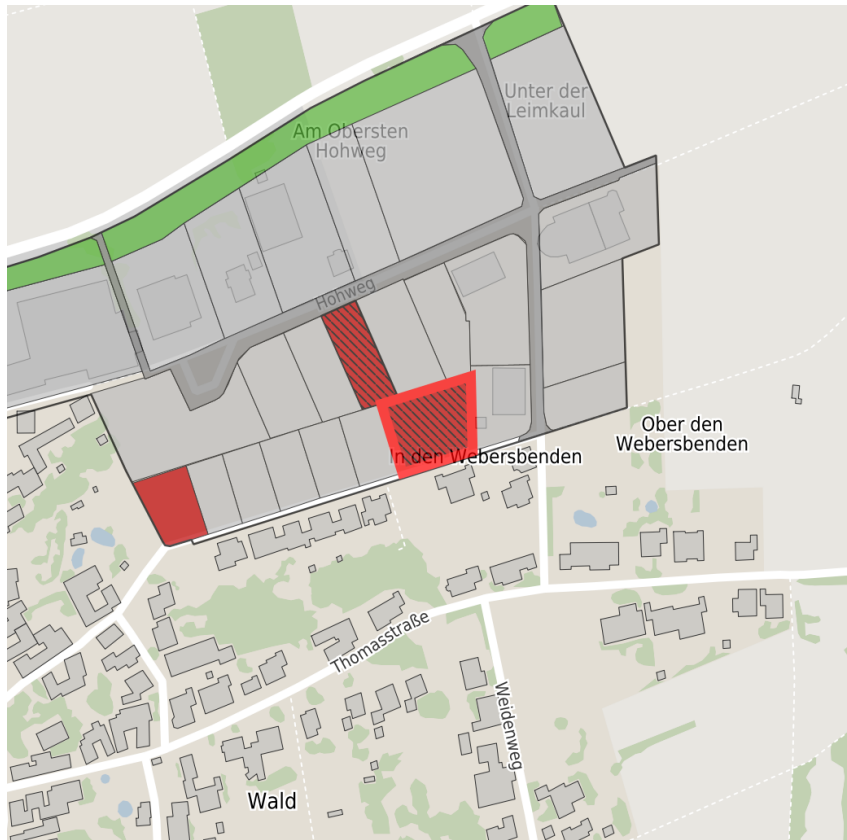 Unter der
Leimkaul
Am Obersten
Hohweg
Hohweg
Ober den
Webersbenden
In den Webersbenden
Thomasstraße
Weidenweg
Wald